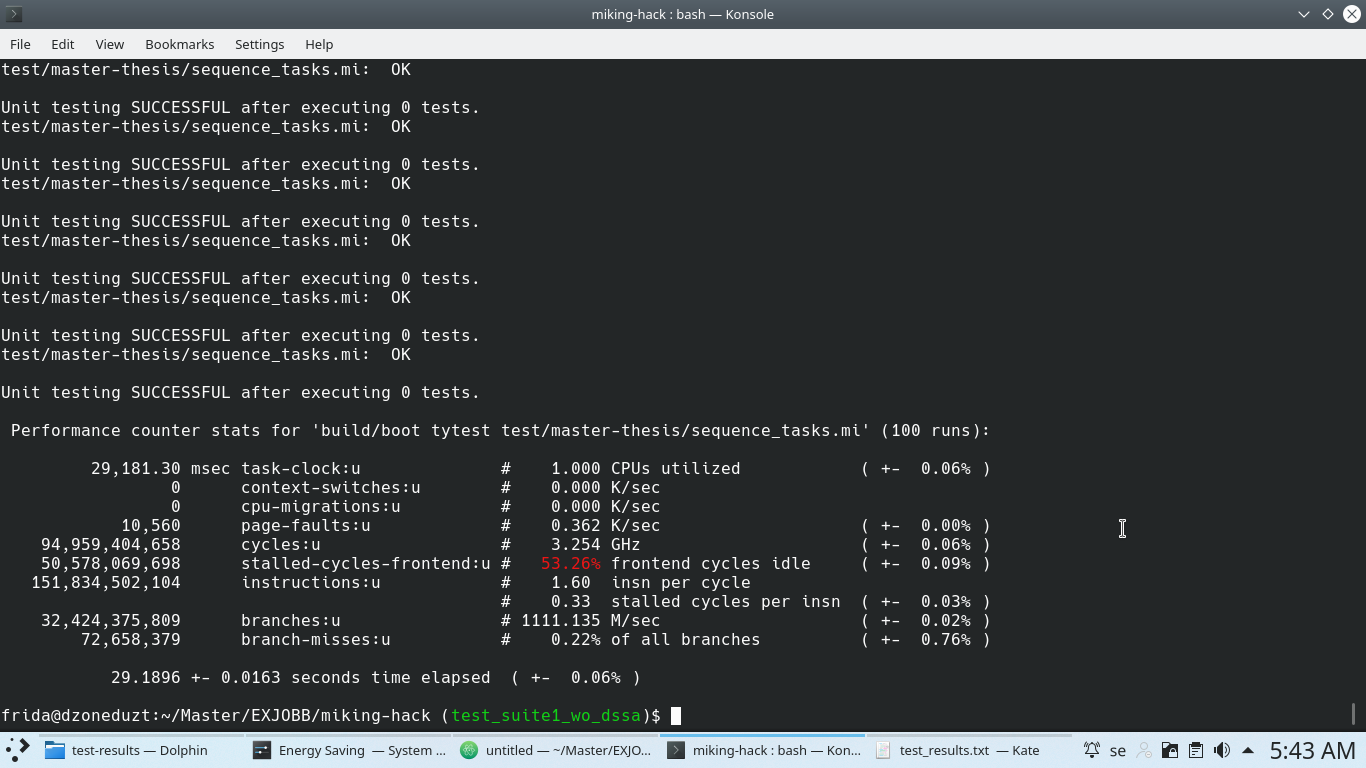 miking-hack : bash — Konsole
File Edit View Bookmarks Settings Help
test/master-thesis/sequence_tasks.mi:  OK
Unit testing SUCCESSFUL after executing 0 tests.
test/master-thesis/sequence_tasks.mi:  OK
Unit testing SUCCESSFUL after executing 0 tests.
test/master-thesis/sequence_tasks.mi:  OK
Unit testing SUCCESSFUL after executing 0 tests.
test/master-thesis/sequence_tasks.mi:  OK
Unit testing SUCCESSFUL after executing 0 tests.
test/master-thesis/sequence_tasks.mi:  OK
Unit testing SUCCESSFUL after executing 0 tests.
test/master-thesis/sequence_tasks.mi:  OK
Unit testing SUCCESSFUL after executing 0 tests.
Performance counter stats for 'build/boot tytest test/master-thesis/sequence_tasks.mi' (100 runs):
29,181.30 msec task-clock:u # 1.000 CPUs utilized ( +- 0.06% )
0 context-switches:u # 0.000 K/sec
0 cpu-migrations:u # 0.000 K/sec
10,560 page-faults:u # 0.362 K/sec ( +- 0.00% )
94,959,404,658 cycles:u # 3.254 GHz ( +- 0.06% )
50,578,069,698 stalled-cycles-frontend:u # 53.26% frontend cycles idle ( +- 0.09% )
151,834,502,104 instructions:u # 1.60 insn per cycle
# 0.33 stalled cycles per insn ( +- 0.03% )
32,424,375,809 branches:u # 1111.135 M/sec ( +- 0.02% )
72,658,379 branch-misses:u # 0.22% of all branches ( +- 0.76% )
29.1896 +- 0.0163 seconds time elapsed ( +- 0.06% )
frida@dzoneduzt:~/Master/EXJOBB/miking-hack (test_suite1_wo_dssa)$
test-results — Dolphin
Energy Saving — System ...
untitled — ~/Master/EXJO...
miking-hack : bash — Kon...
test_results.txt — Kate
se
5:43 AM